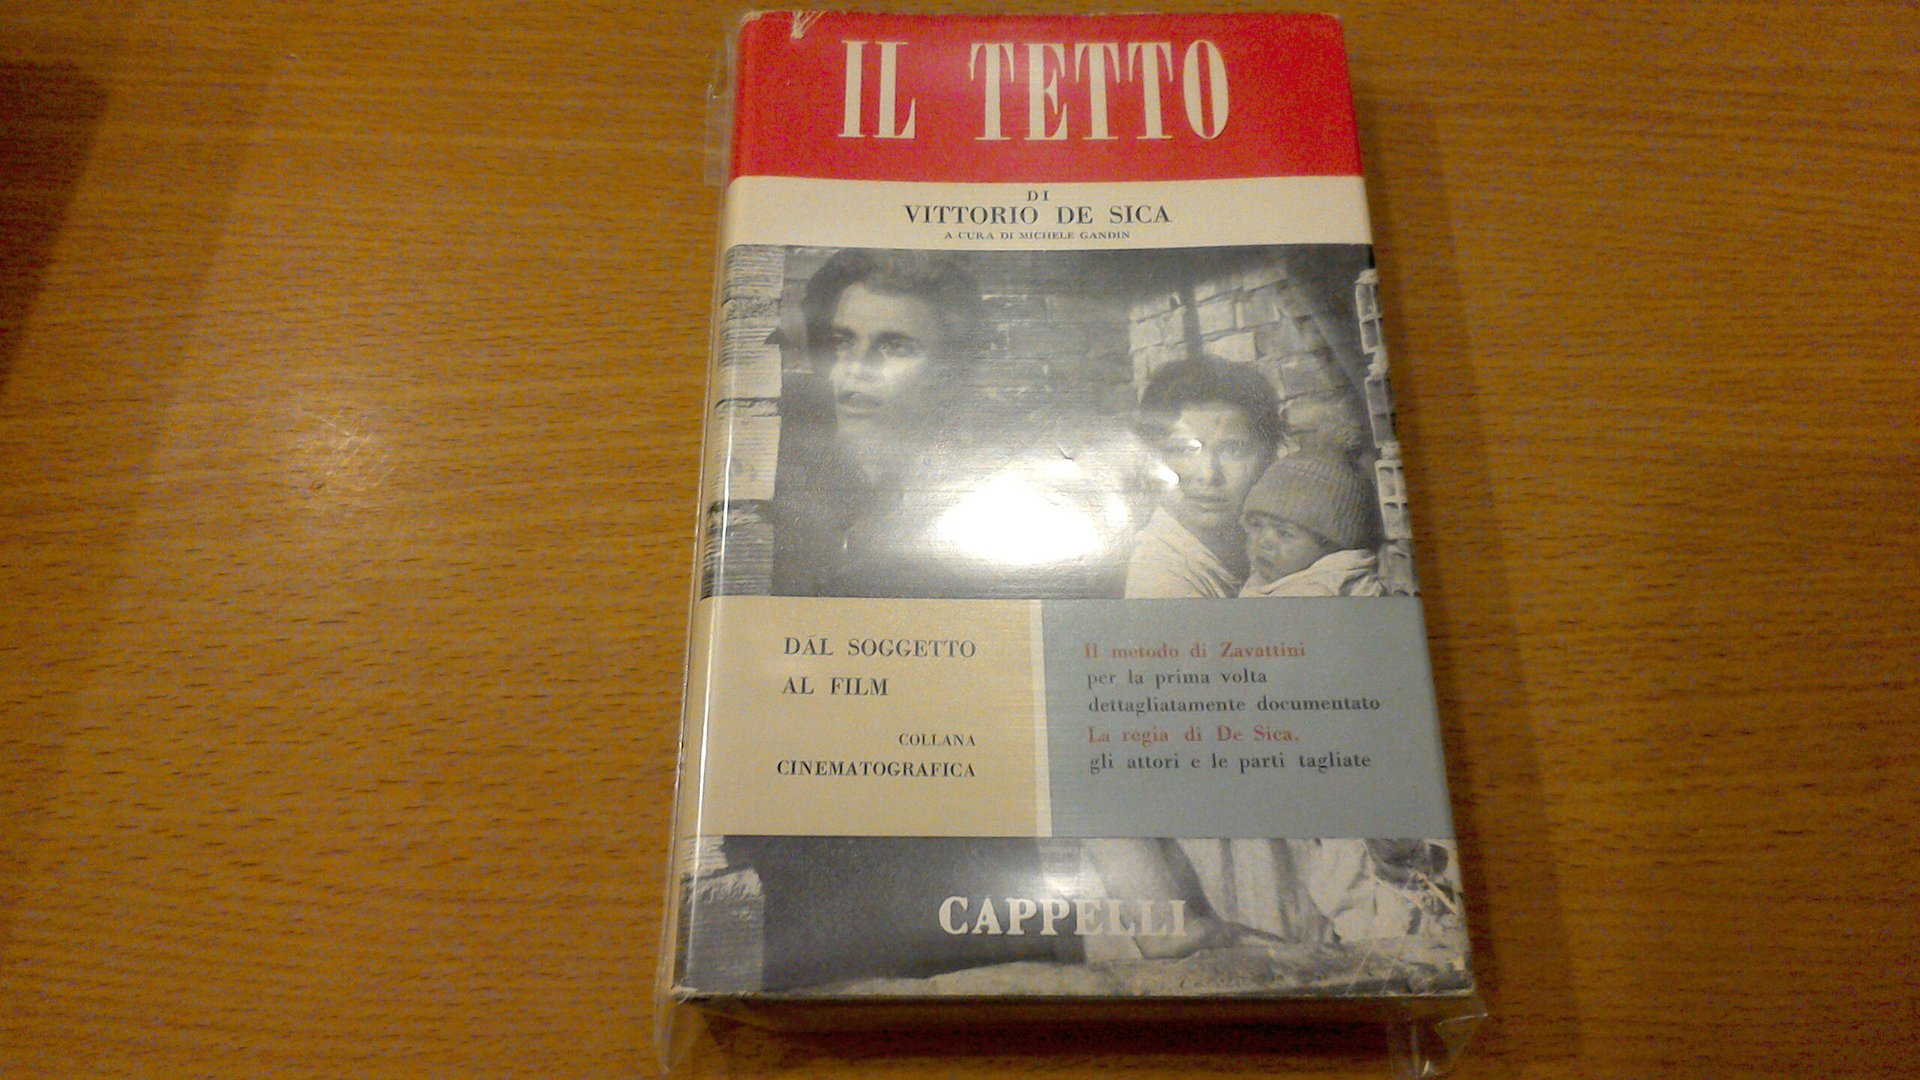 IL TETTO
DI
VITTORIO DE SICA
A CURA DI MICHELE GANDIN
DAL SOGGETTO
AL FILM
COLLANA
CINEMATOGRAFICA
Il metodo di Zavattini
per la prima volta
dettagliatamente documentato
La regia di De Sica,
gli attori e le parti tagliate
CAPPELLI